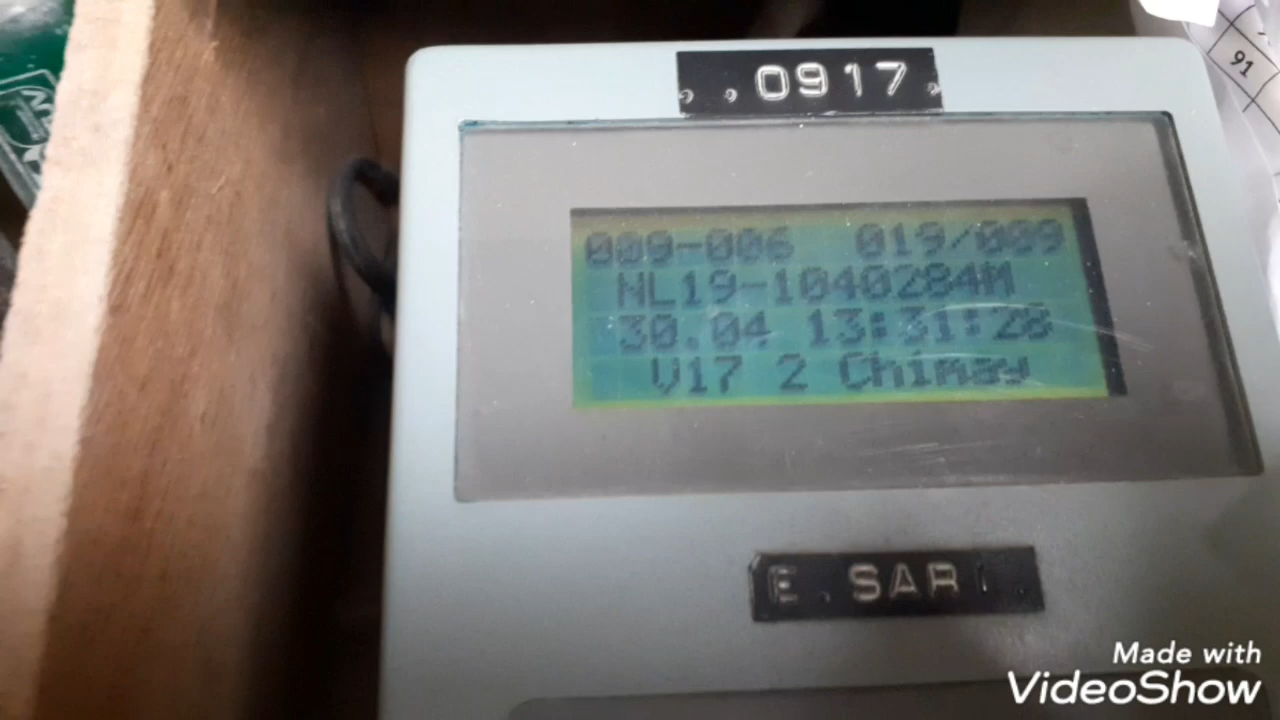 . .0917.
91
009-006 019/009
NL19-1040284M
30.04 13:31:28
V17 2 Chimay
E. SARI.
Made with
VideoShow